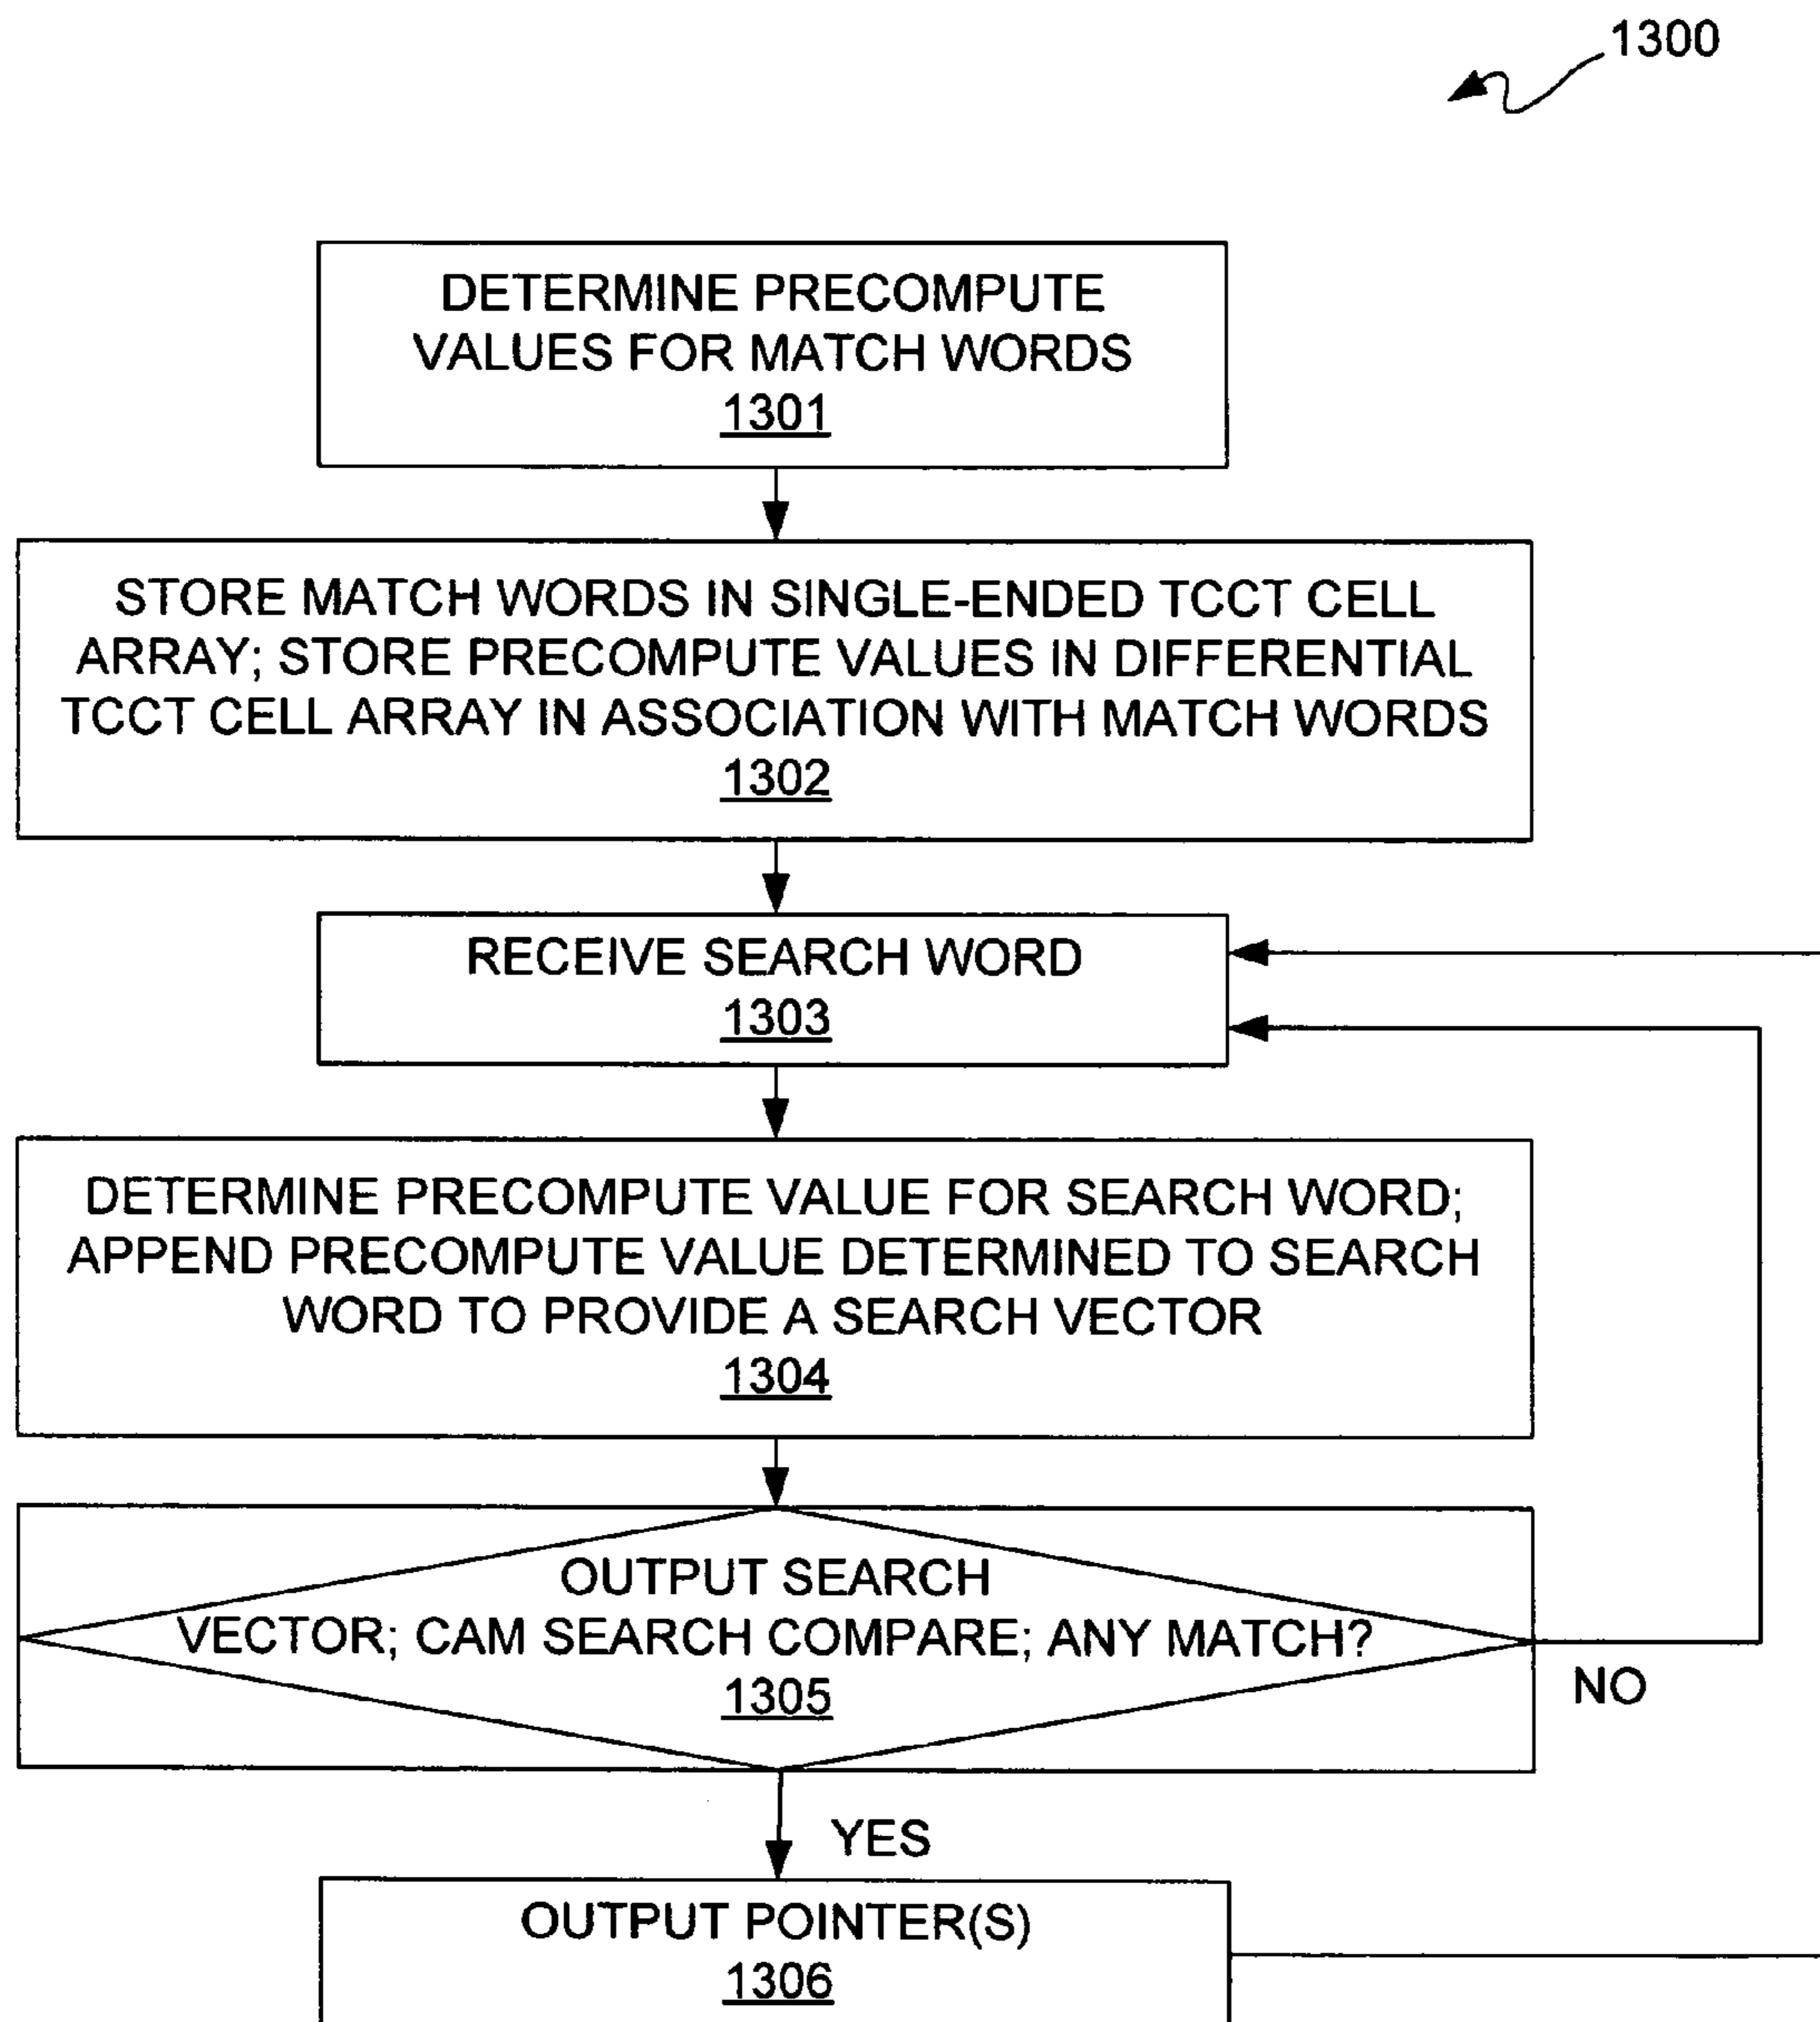 1300
DETERMINE PRECOMPUTE
VALUES FOR MATCH WORDS
1301
STORE MATCH WORDS IN SINGLE-ENDED TCCT CELL
ARRAY; STORE PRECOMPUTE VALUES IN DIFFERENTIAL
TCCT CELL ARRAY IN ASSOCIATION WITH MATCH WORDS
1302
RECEIVE SEARCH WORD
1303
DETERMINE PRECOMPUTE VALUE FOR SEARCH WORD;
APPEND PRECOMPUTE VALUE DETERMINED TO SEARCH
WORD TO PROVIDE A SEARCH VECTOR
1304
OUTPUT SEARCH
VECTOR; CAM SEARCH COMPARE; ANY MATCH?
1305
NO
YES
OUTPUT POINTER(S)
1306